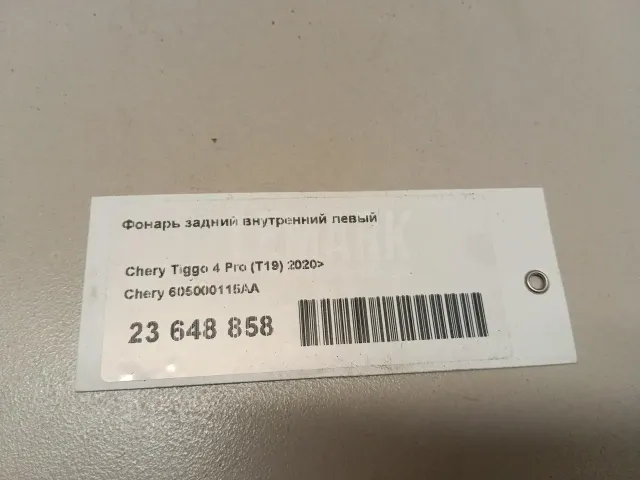 Фонарь задний внутренний левый
Chery Tiggo 4 Pro (T19) 2020>
Chery 605000115AA
23 648 858